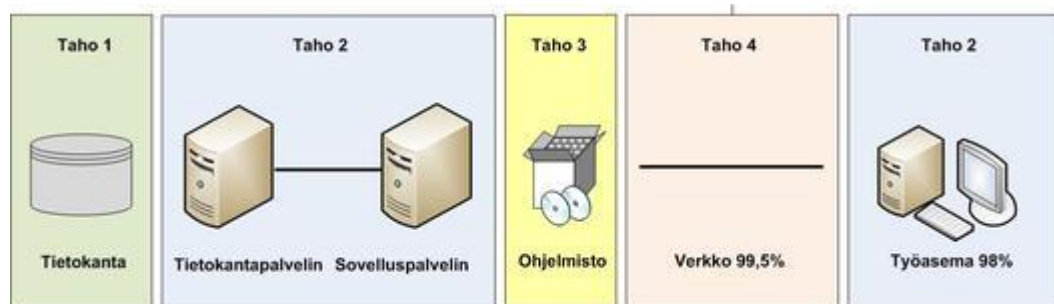 Taho 1
Taho 2
Taho 3
Taho 4
Taho 2
Tietokanta
Tietokantapalvelin
Sovelluspalvelin
Ohjelmisto
Verkko 99,5%
Työasema 98%